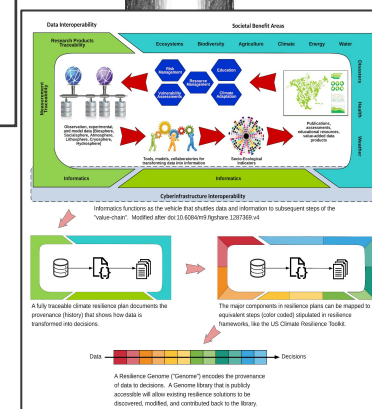 Data Interoperability
Societal Benefit Areas
Research Products
Traceability
Ecosystems Biodiversity Agriculture Climate Energy Water
Measurement
Traceability
Risk
Management
Education
Resource
Management
Vulnerability
Assessments
Climate
Adaptation
Disasters
Health
Weather
Observation, experimental,
and model data (Biosphere,
Sociosphere, Atmosphere,
Lithosphere, Cryosphere,
Hydrosphere)
Tools, models, collaboratories for
transforming data into information
Socio-Ecological
Indicators
Publications,
assessments,
educational resources,
value-added data
products
Informatics
Informatics
Cyberinfrastructure Interoperability
Informatics functions as the vehicle that shuttles data and information to subsequent steps of the
"value-chain". Modified after doi:10.6084/m9.figshare.1287369.v4
A fully traceable climate resilience plan documents the
provenance (history) that shows how data is
transformed into decisions.
The major components in resilience plans can be mapped to
equivalent steps (color coded) stipulated in resilience
frameworks, like the US Climate Resilience Toolkit.
Data
Decisions
A Resilience Genome ("Genome") encodes the provenance
of data to decisions. A Genome library that is publicly
accessible will allow existing resilience solutions to be
discovered, modified, and contributed back to the library.